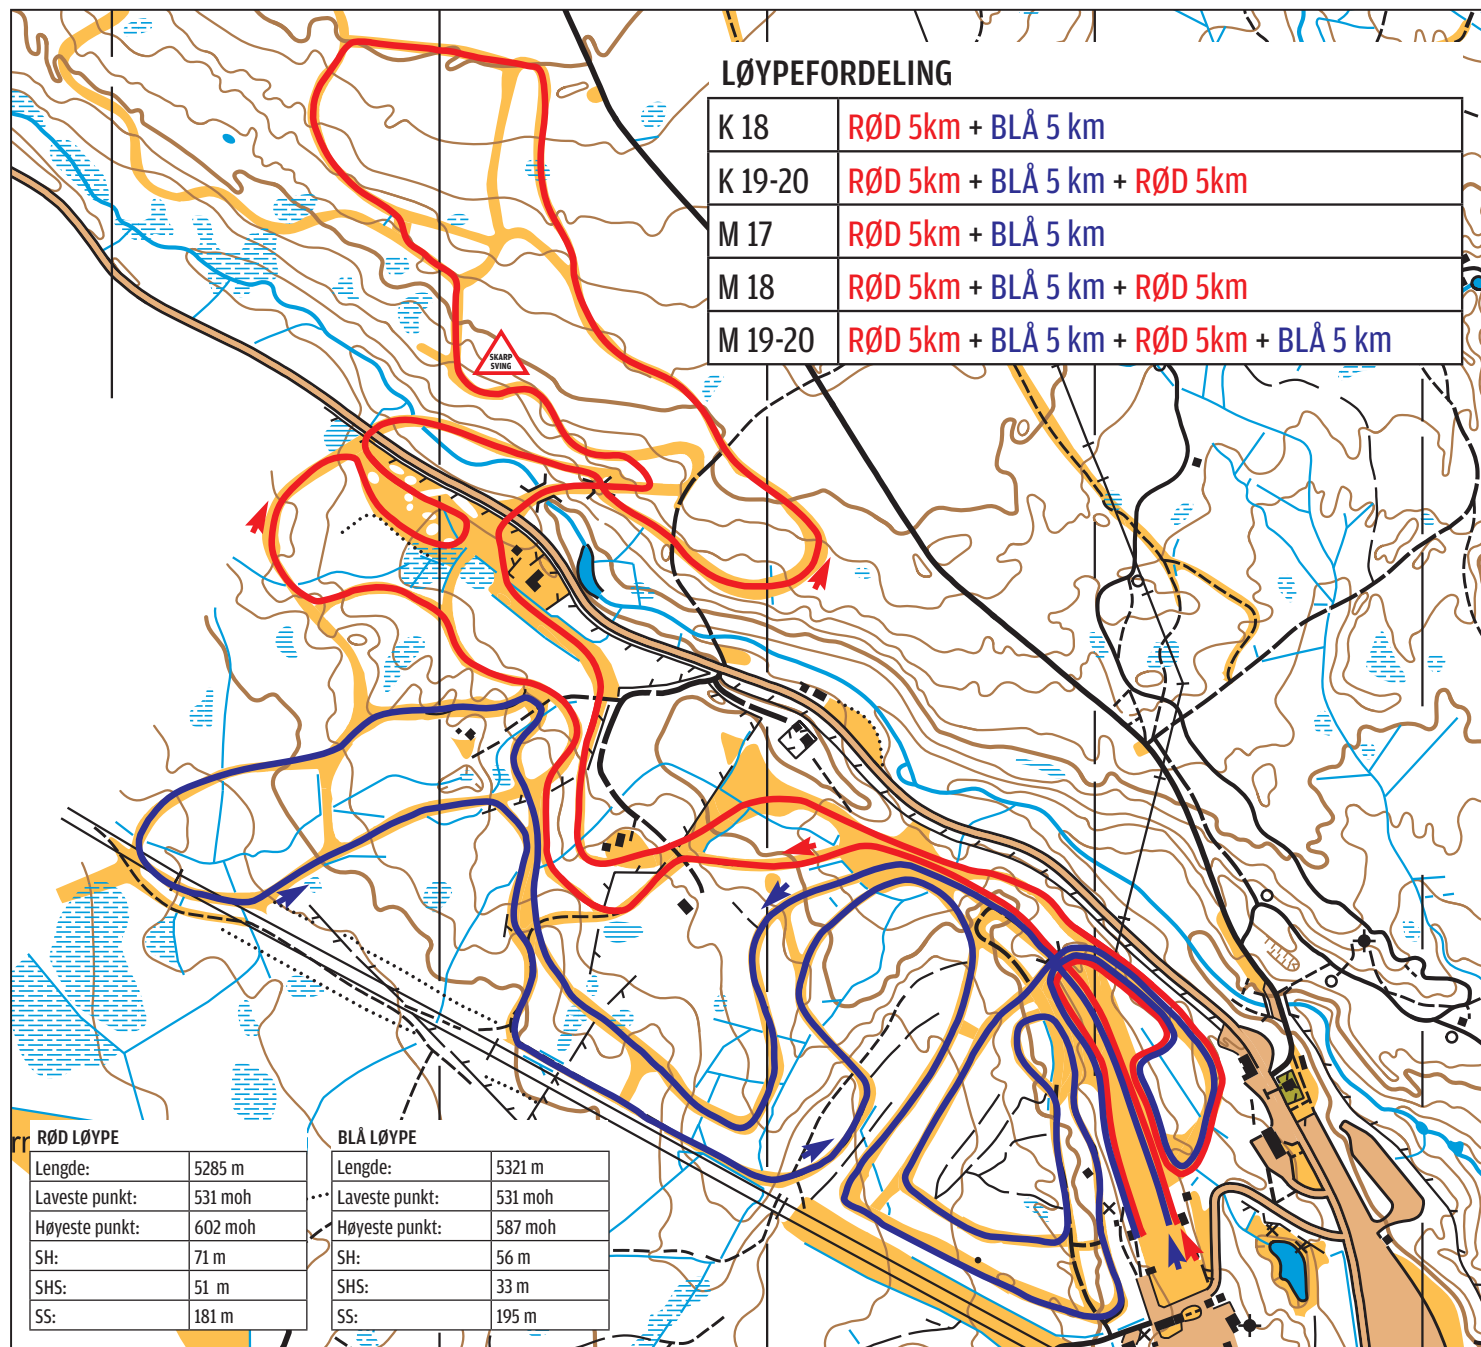 LØYPEFORDELING
K 18 RØD 5km + BLÅ 5 km
K 19-20 RØD 5km + BLÅ 5 km + RØD 5km
M 17 RØD 5km + BLÅ 5 km
M 18 RØD 5km + BLÅ 5 km + RØD 5km
M 19-20 RØD 5km + BLÅ 5 km + RØD 5km + BLÅ 5 km
SKARP
SVING
RØD LØYPE
Lengde: 5285 m
Laveste punkt: 531 moh
Høyeste punkt: 602 moh
SH: 71 m
SHS: 51 m
SS: 181 m
BLÅ LØYPE
Lengde: 5321 m
Laveste punkt: 531 moh
Høyeste punkt: 587 moh
SH: 56 m
SHS: 33 m
SS: 195 m